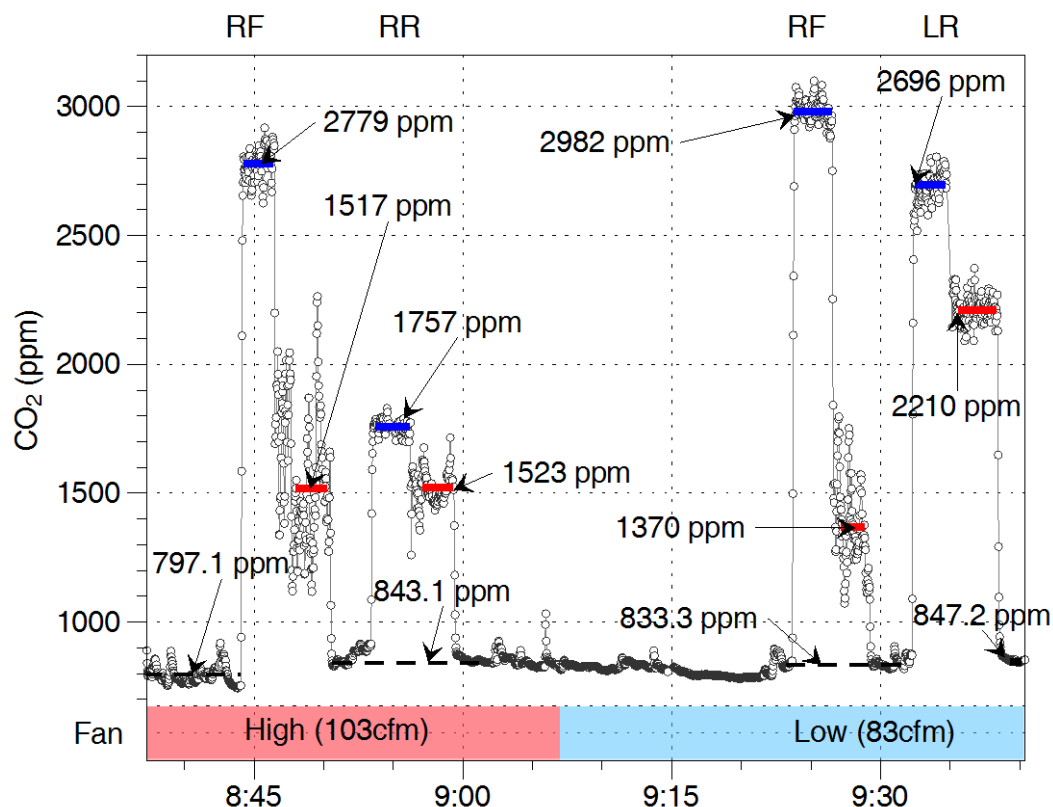 RF RR RF LR
3000
2500
2000
1500
1000
CO₂ (ppm)
2779 ppm
1517 ppm
1757 ppm
1523 ppm
797.1 ppm
843.1 ppm
2982 ppm
2696 ppm
2210 ppm
1370 ppm
833.3 ppm
847.2 ppm
Fan High (103cfm) Low (83cfm)
8:45 9:00 9:15 9:30